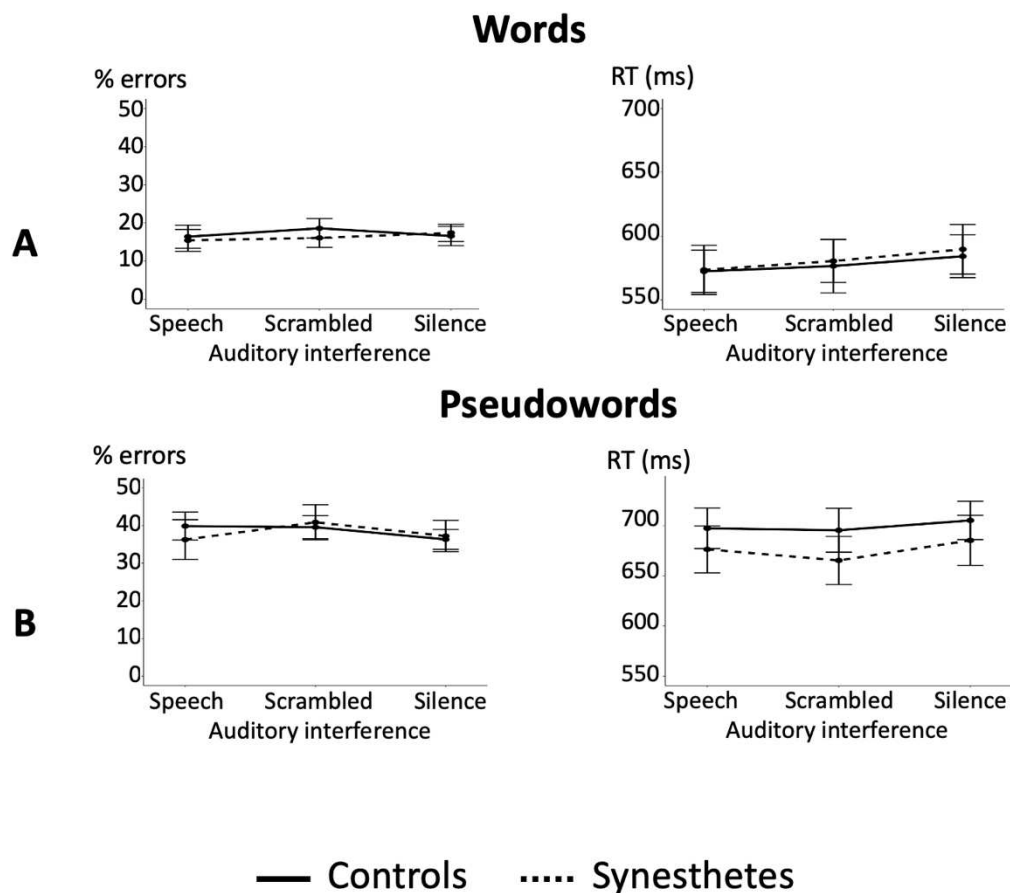 Words
% errors
50
40
30
20
10
0
Speech Scrambled Silence
Auditory interference
RT (ms)
700
650
600
550
Speech Scrambled Silence
Auditory interference
A
Pseudowords
% errors
50
40
30
20
10
0
Speech Scrambled Silence
Auditory interference
RT (ms)
700
650
600
550
Speech Scrambled Silence
Auditory interference
B
Controls Synesthetes